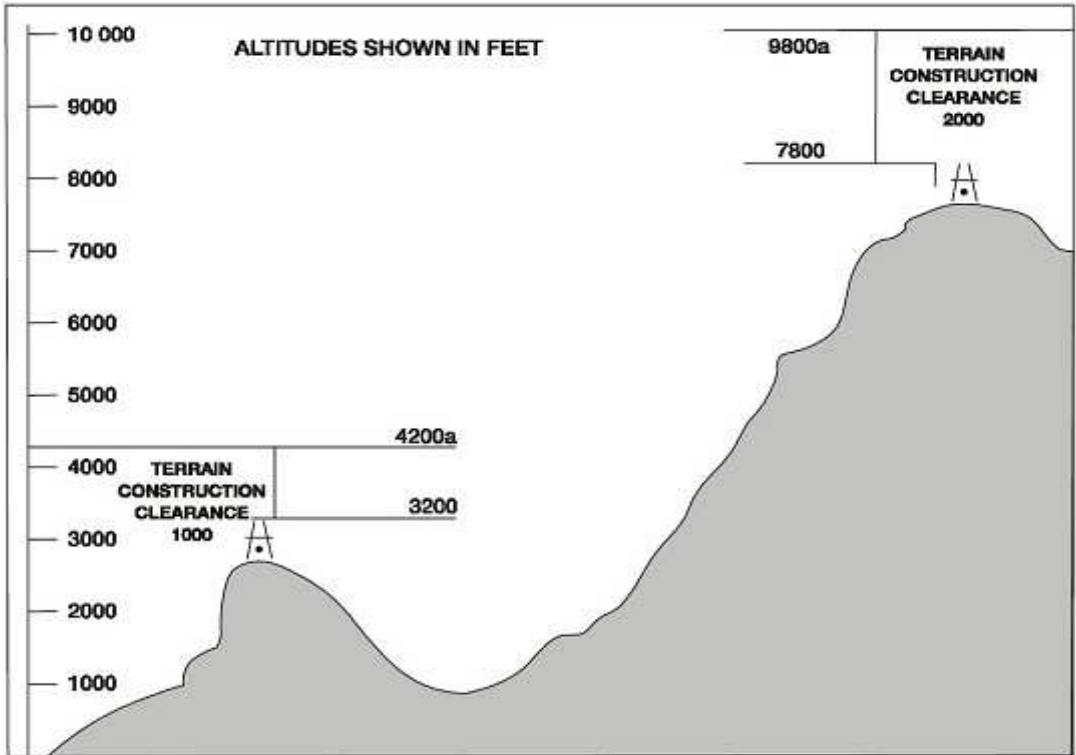 10 000
ALTITUDES SHOWN IN FEET
9800a
TERRAIN
CONSTRUCTION
CLEARANCE
2000
9000
7800
8000
7000
6000
5000
4200a
4000
TERRAIN
CONSTRUCTION
CLEARANCE
1000
3200
3000
2000
1000